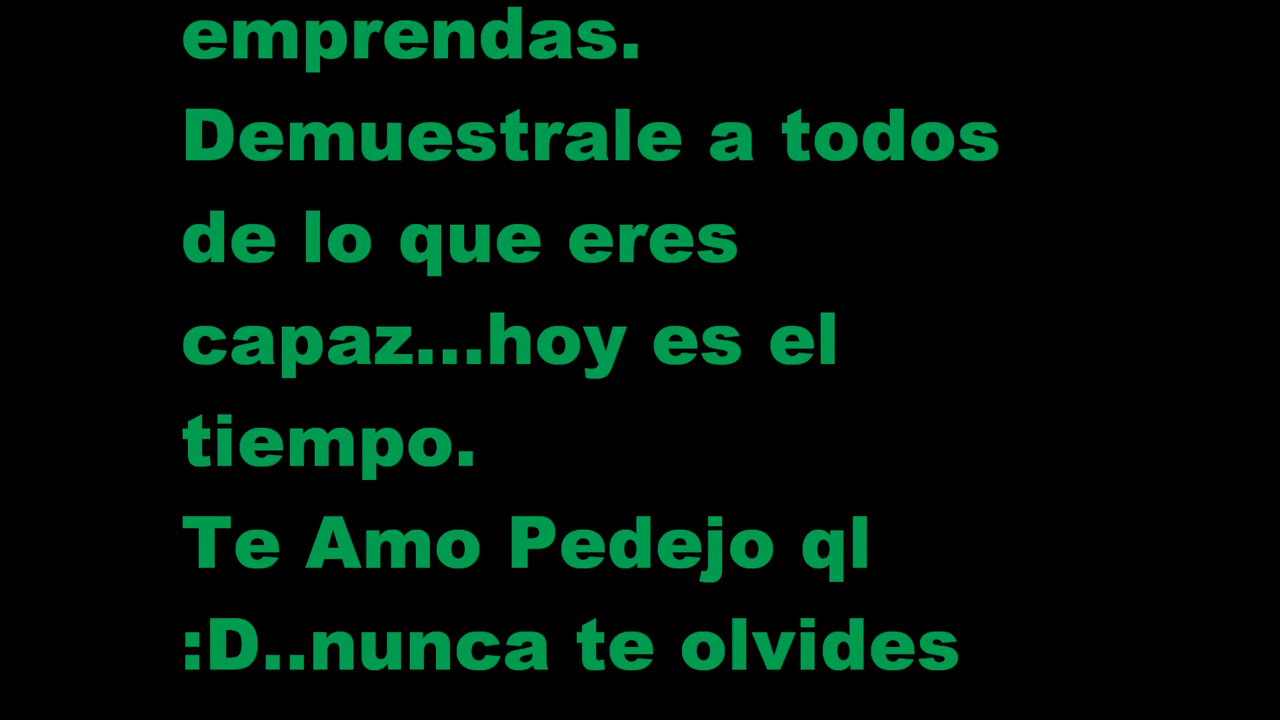 emprendas.
Demuestrale a todos
de lo que eres
capaz...hoy es el
tiempo.
Te Amo Pedejo ql
:D..nunca te olvides